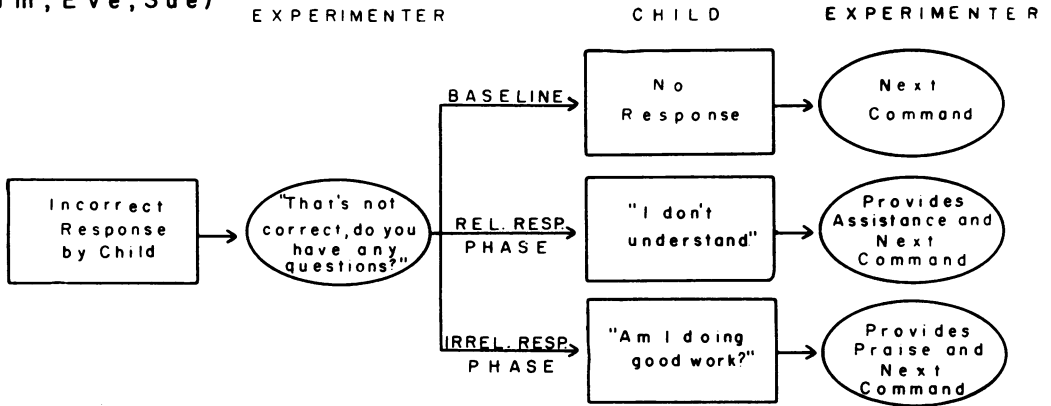 Eve, Sue)
EXPERIMENTER
CHILD
EXPERIMENTER
BASELINE
No
Response
Next
Command
Incorrect
Response
by Child
"That's not
correct, do you
have any
questions?"
REL. RESP.
PHASE
"I don't
understand"
Provides
Assistance and
Next
Command
IRREL. RESP.
PHASE
"Am I doing
good work?"
Provides
Praise and
Next
Command